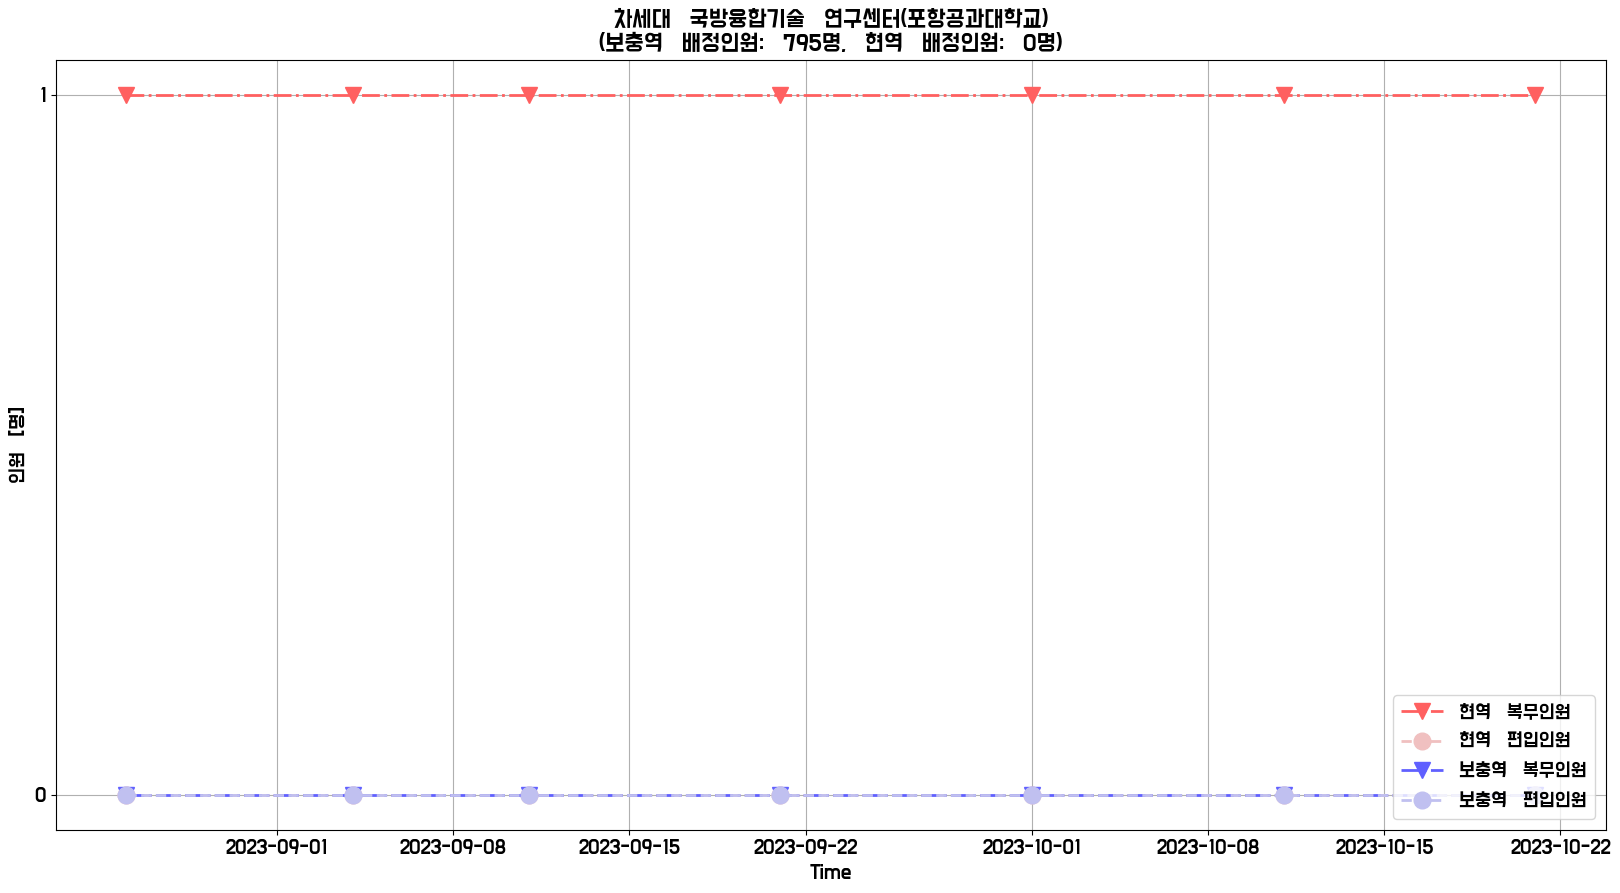 차세대 국방융합기술 연구센터(포항공과대학교)
(보충역 배정인원: 795명, 현역 배정인원: 0명)
1
0
인원 [명]
현역 복무인원
현역 편입인원
보충역 복무인원
보충역 편입인원
2023-09-01
2023-09-08
2023-09-15
2023-09-22
2023-10-01
2023-10-08
2023-10-15
2023-10-22
Time